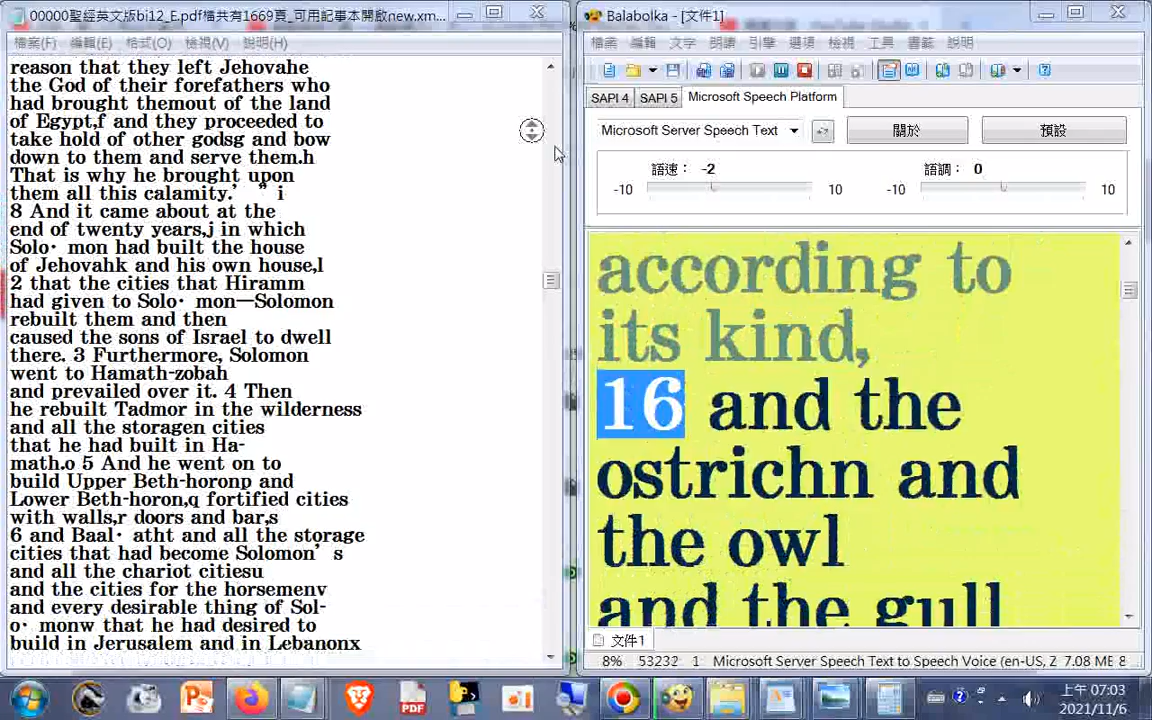 00000聖經英文版bi12_E.pdf檔共有1669頁_可用記事本開啟new.xm...
檔案(F) 編輯(E) 格式(O) 檢視(V) 說明(H)
reason that they left Jehovahe
the God of their forefathers who
had brought themout of the land
of Egypt,f and they proceeded to
take hold of other godsg and bow
down to them and serve them.h
That is why he brought upon
them all this calamity.’ ” i
8 And it came about at the
end of twenty years,j in which
Solo· mon had built the house
of Jehovahk and his own house,l
2 that the cities that Hiramm
had given to Solo· mon—Solomon
rebuilt them and then
caused the sons of Israel to dwell
there. 3 Furthermore, Solomon
went to Hamath-zobah
and prevailed over it. 4 Then
he rebuilt Tadmor in the wilderness
and all the storagen cities
that he had built in Ha-
math.o 5 And he went on to
build Upper Beth-horonp and
Lower Beth-horon,q fortified cities
with walls,r doors and bar,s
6 and Baal· atht and all the storage
cities that had become Solomon’ s
and all the chariot citiesu
and the cities for the horsemenv
and every desirable thing of Sol-
o· monw that he had desired to
build in Jerusalem and in Lebanonx
Balabolka - [文件1]
檔案 編輯 文字 朗讀 引擎 選項 檢視 工具 書籤 說明
SAPI 4 SAPI 5 Microsoft Speech Platform
Microsoft Server Speech Text 關於 預設
語速： -2 語調： 0
-10 10 -10 10
according to
its kind,
16 and the
ostrichn and
the owl
and the gull
文件1
8% 53232 1 Microsoft Server Speech Text to Speech Voice (en-US, Z 7.08 MB 8
PDF
上午 07:03
2021/11/6